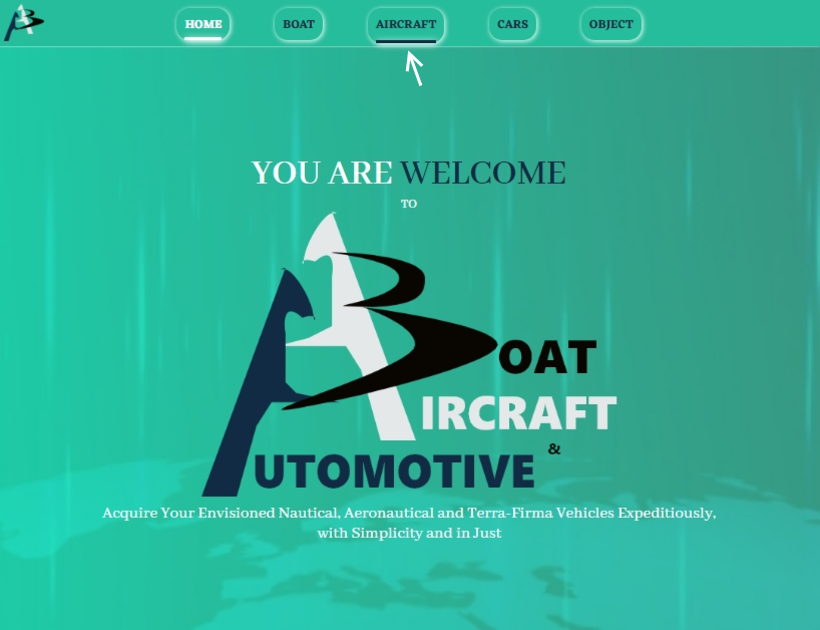 HOME BOAT AIRCRAFT CARS OBJECT
YOU ARE WELCOME
TO
BOAT
AIRCRAFT
&
AUTOMOTIVE
Acquire Your Envisioned Nautical, Aeronautical and Terra-Firma Vehicles Expeditiously,
with Simplicity and in Just